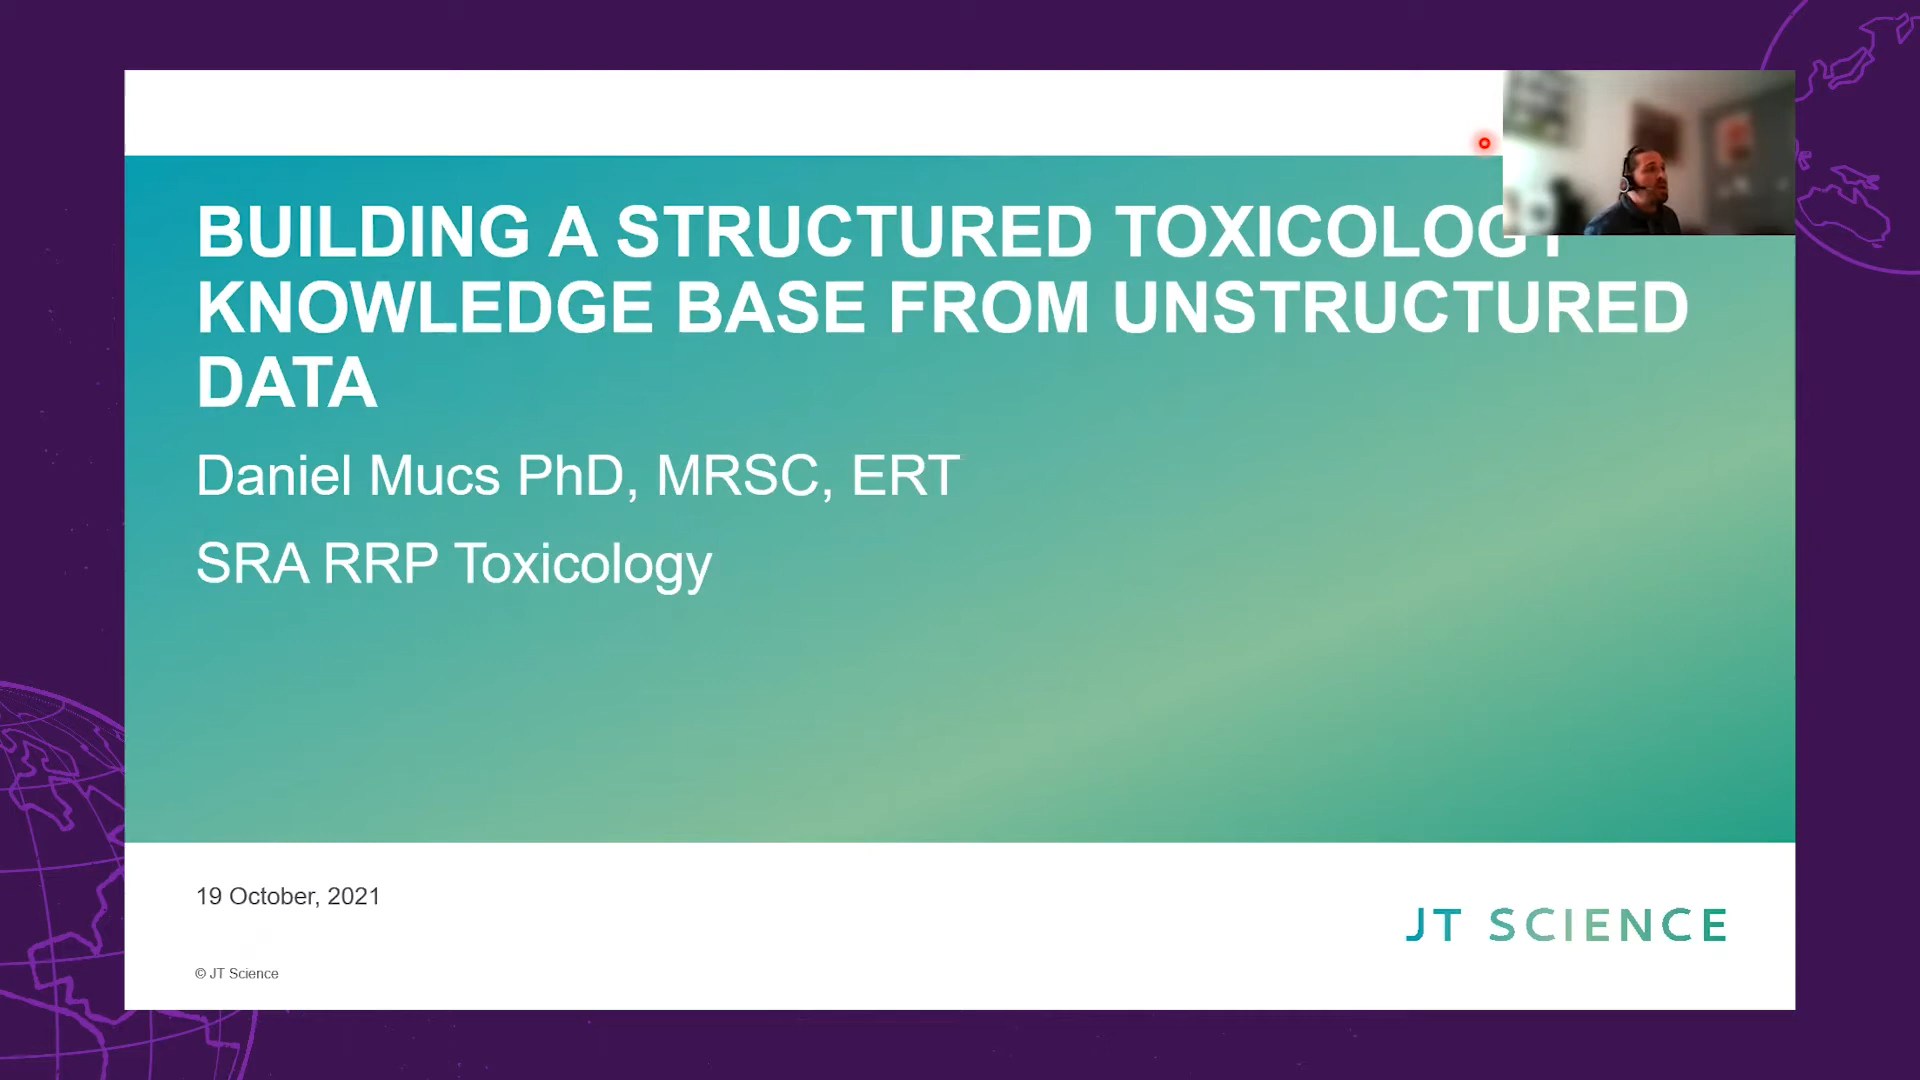 BUILDING A STRUCTURED TOXICOLOGY
KNOWLEDGE BASE FROM UNSTRUCTURED
DATA
Daniel Mucs PhD, MRSC, ERT
SRA RRP Toxicology
19 October, 2021
JT SCIENCE
© JT Science